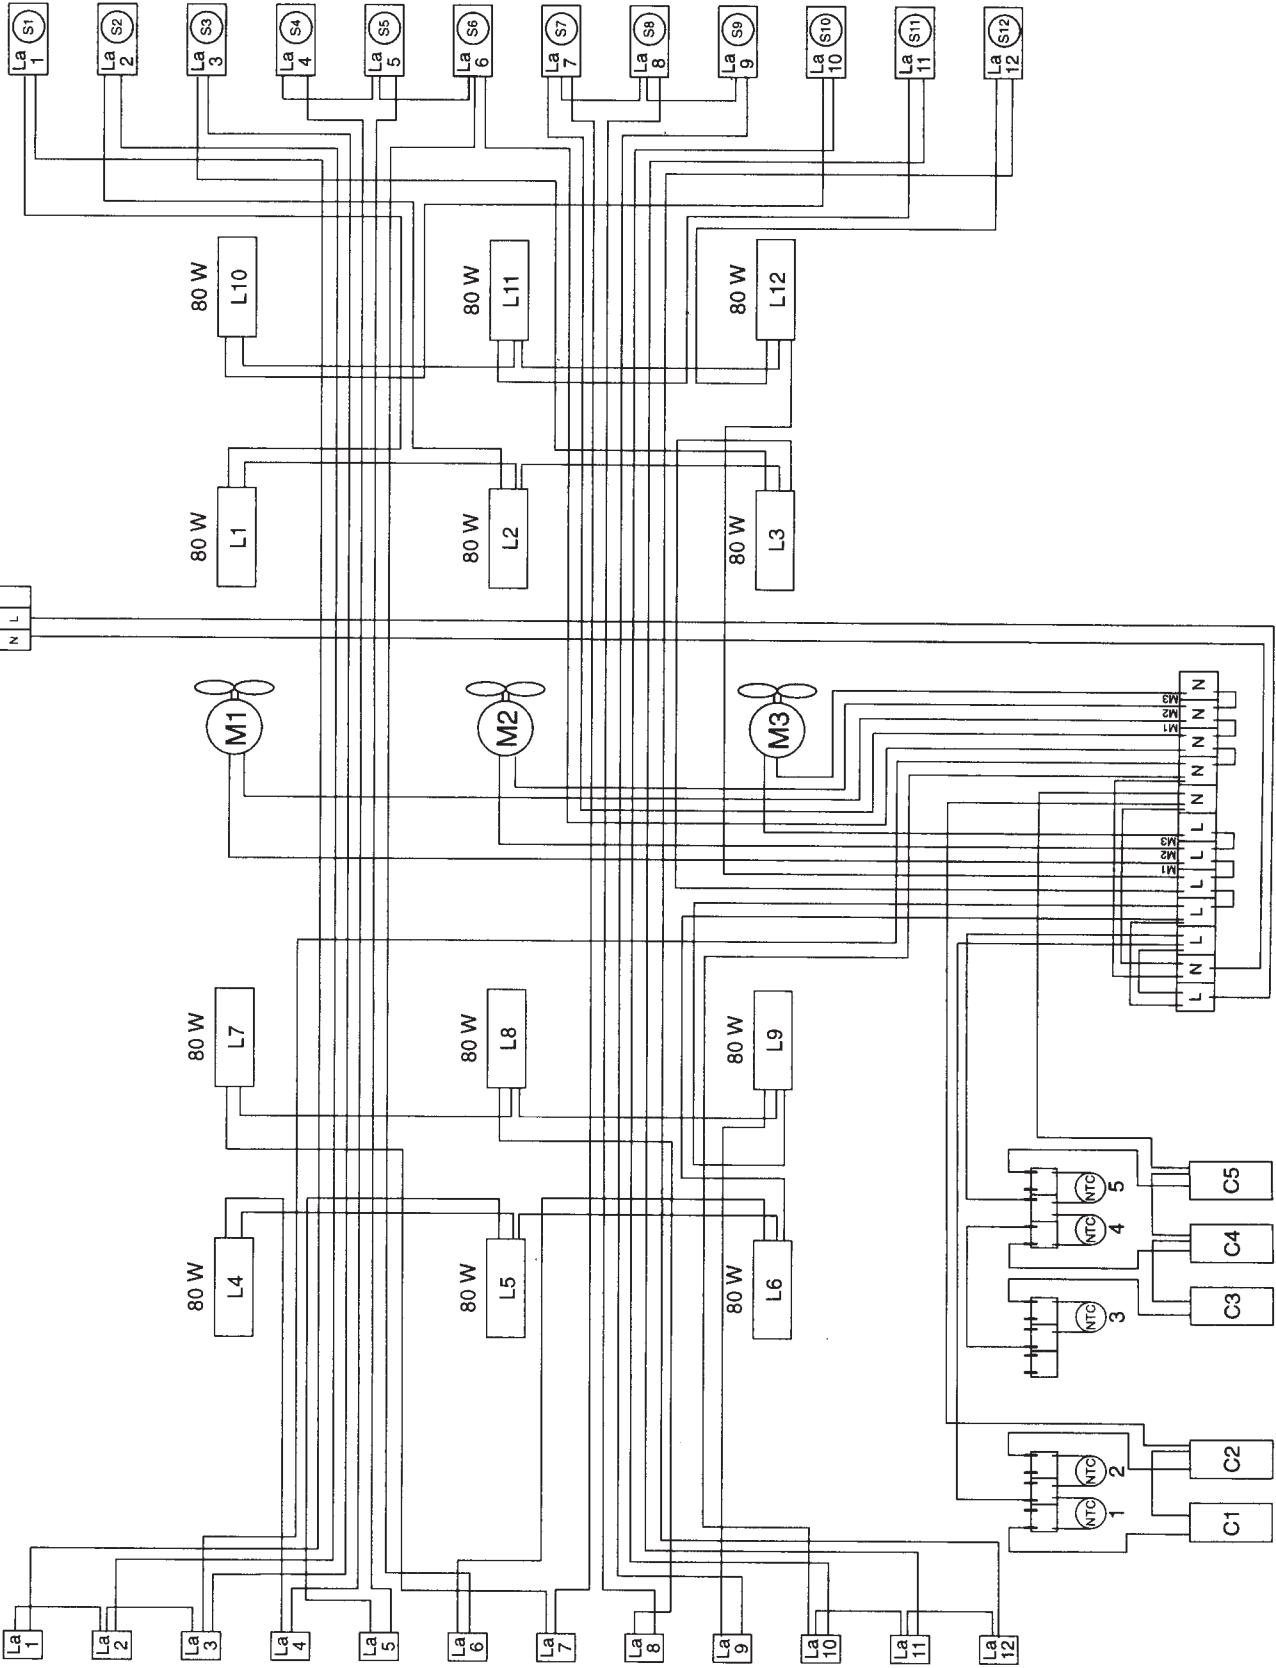 La 1 S1
La 2 S2
La 3 S3
La 4 S4
La 5 S5
La 6 S6
La 7 S7
La 8 S8
La 9 S9
La 10 S10
La 11 S11
La 12 S12
80 W
L10
80 W
L11
80 W
L12
80 W
L1
80 W
L2
80 W
L3
N L
M1
M2
M3
M3
M2
M1
M3
M2
M1
N
N
N
N
N
L
L
L
L
L
N
L
80 W
L7
80 W
L8
80 W
L9
80 W
L4
80 W
L5
80 W
L6
NTC 5
NTC 4
NTC 3
NTC 2
NTC 1
C5
C4
C3
C2
C1
La 1
La 2
La 3
La 4
La 5
La 6
La 7
La 8
La 9
La 10
La 11
La 12